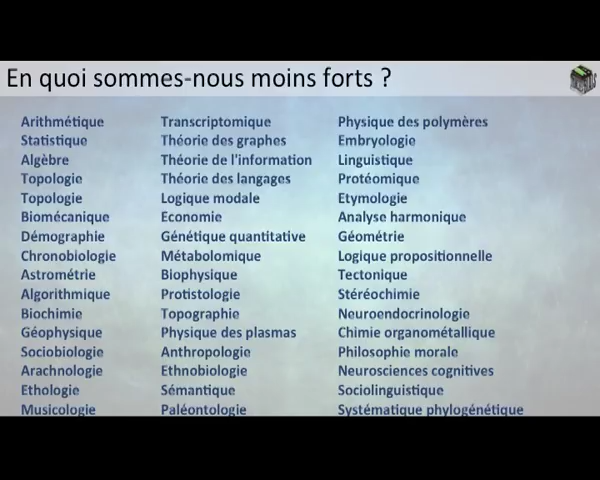 En quoi sommes-nous moins forts ?
Arithmétique
Statistique
Algèbre
Topologie
Topologie
Biomécanique
Démographie
Chronobiologie
Astrométrie
Algorithmique
Biochimie
Géophysique
Sociobiologie
Arachnologie
Ethologie
Musicologie
Transcriptomique
Théorie des graphes
Théorie de l'information
Théorie des langages
Logique modale
Economie
Génétique quantitative
Métabolomique
Biophysique
Protistologie
Topographie
Physique des plasmas
Anthropologie
Ethnobiologie
Sémantique
Paléontologie
Physique des polymères
Embryologie
Linguistique
Protéomique
Etymologie
Analyse harmonique
Géométrie
Logique propositionnelle
Tectonique
Stéréochimie
Neuroendocrinologie
Chimie organométallique
Philosophie morale
Neurosciences cognitives
Sociolinguistique
Systématique phylogénétique